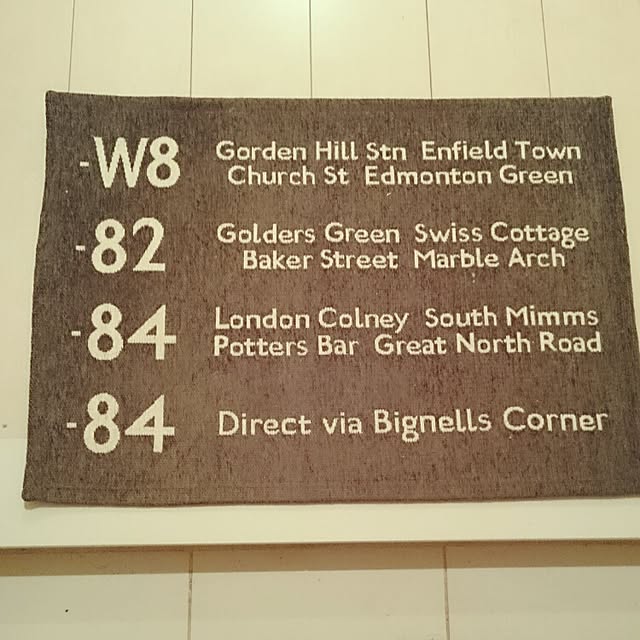 -W8 Gorden Hill Stn Enfield Town
Church St Edmonton Green
-82 Golders Green Swiss Cottage
Baker Street Marble Arch
-84 London Colney South Mimms
Potters Bar Great North Road
-84 Direct via Bignells Corner